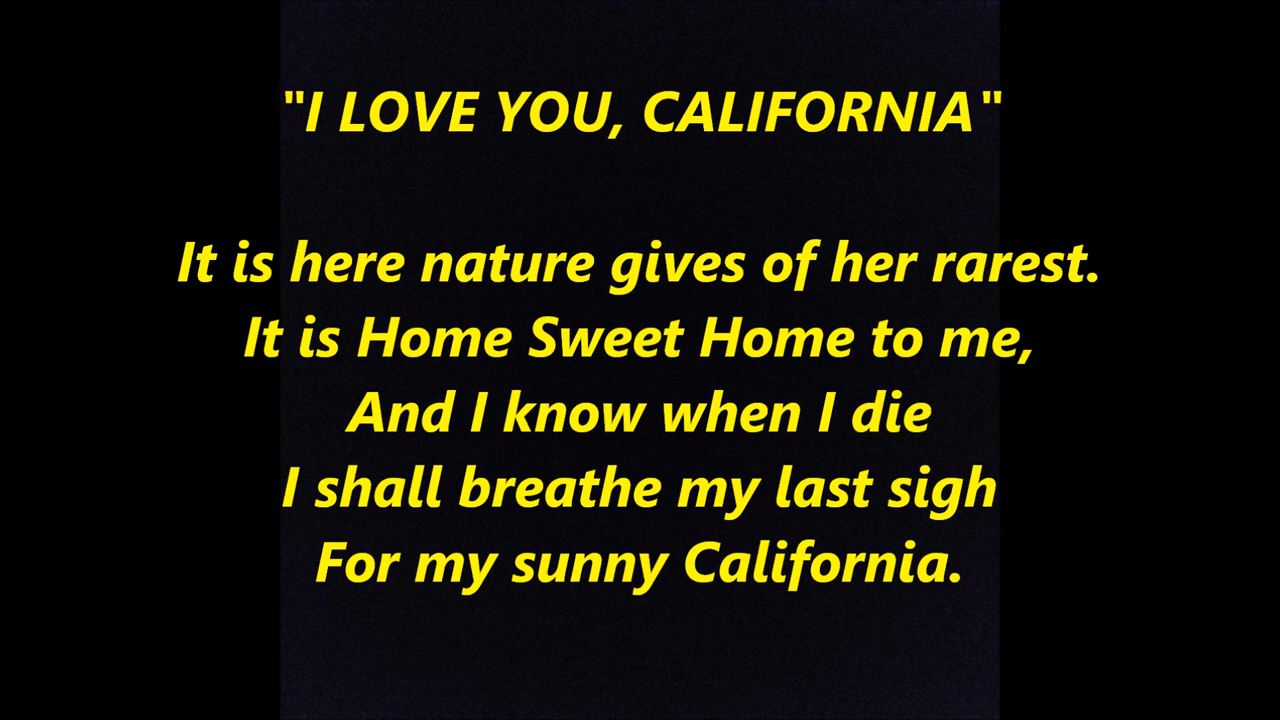 "I LOVE YOU, CALIFORNIA"
It is here nature gives of her rarest.
It is Home Sweet Home to me,
And I know when I die
I shall breathe my last sigh
For my sunny California.